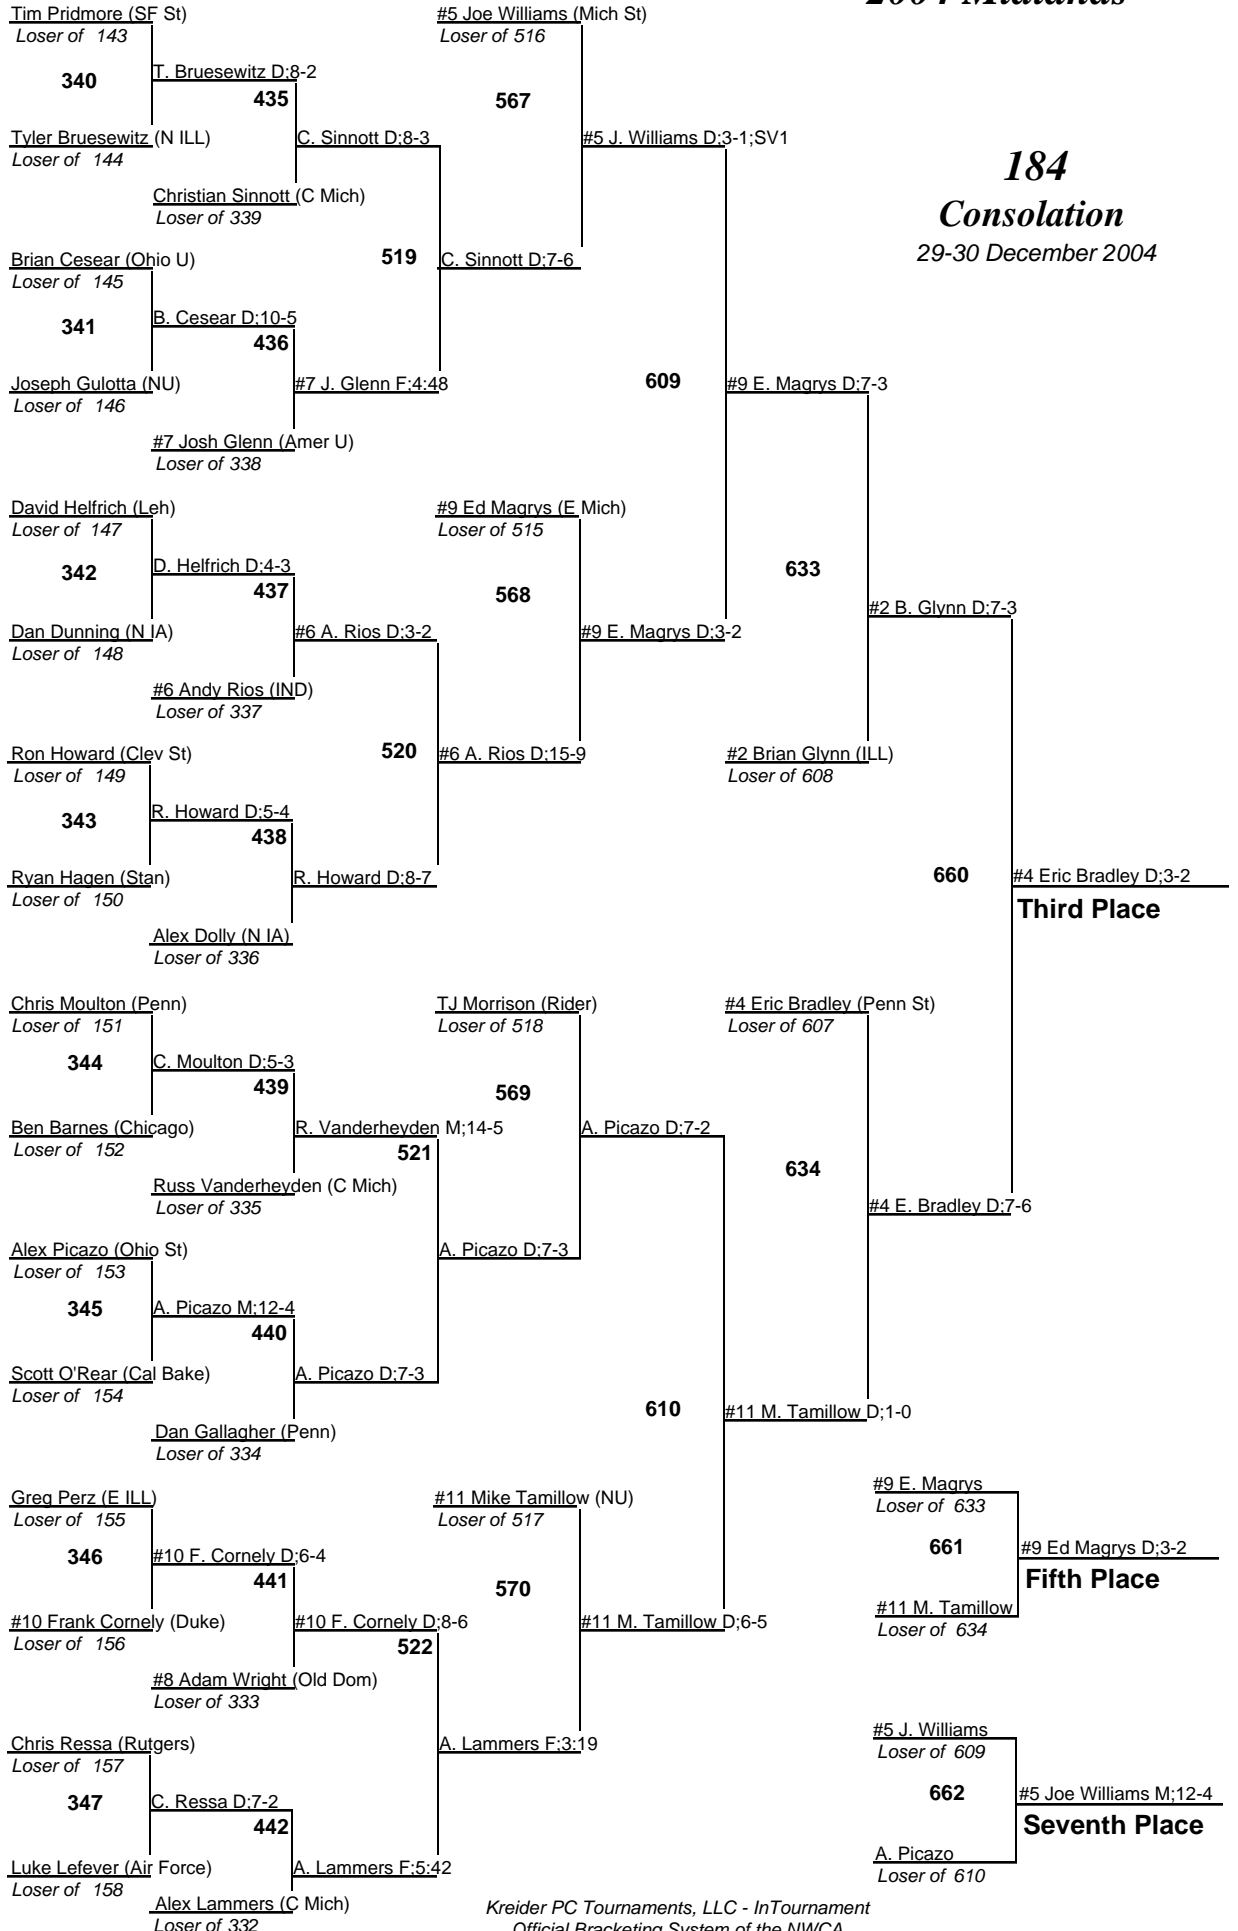 2004 Midlands
184
Consolation
29-30 December 2004
Tim Pridmore (SF St)
Loser of 143
340
T. Bruesewitz D;8-2
435
Tyler Bruesewitz (N ILL)
Loser of 144
C. Sinnott D;8-3
Christian Sinnott (C Mich)
Loser of 339
Brian Cesear (Ohio U)
Loser of 145
519
C. Sinnott D;7-6
341
B. Cesear D;10-5
436
Joseph Gulotta (NU)
Loser of 146
#7 J. Glenn F;4:48
#7 Josh Glenn (Amer U)
Loser of 338
#5 Joe Williams (Mich St)
Loser of 516
567
#5 J. Williams D;3-1;SV1
609
#9 E. Magrys D;7-3
David Helfrich (Leh)
Loser of 147
342
D. Helfrich D;4-3
437
Dan Dunning (N IA)
Loser of 148
#6 A. Rios D;3-2
#6 Andy Rios (IND)
Loser of 337
Ron Howard (Clev St)
Loser of 149
520
#6 A. Rios D;15-9
343
R. Howard D;5-4
438
Ryan Hagen (Stan)
Loser of 150
R. Howard D;8-7
Alex Dolly (N IA)
Loser of 336
#9 Ed Magrys (E Mich)
Loser of 515
568
#9 E. Magrys D;3-2
633
#2 B. Glynn D;7-3
#2 Brian Glynn (ILL)
Loser of 608
660
#4 Eric Bradley D;3-2
Third Place
Chris Moulton (Penn)
Loser of 151
344
C. Moulton D;5-3
439
Ben Barnes (Chicago)
Loser of 152
R. Vanderheyden M;14-5
521
Russ Vanderheyden (C Mich)
Loser of 335
Alex Picazo (Ohio St)
Loser of 153
A. Picazo D;7-3
345
A. Picazo M;12-4
440
Scott O'Rear (Cal Bake)
Loser of 154
A. Picazo D;7-3
Dan Gallagher (Penn)
Loser of 334
TJ Morrison (Rider)
Loser of 518
569
A. Picazo D;7-2
#4 Eric Bradley (Penn St)
Loser of 607
634
#4 E. Bradley D;7-6
610
#11 M. Tamillow D;1-0
Greg Perz (E ILL)
Loser of 155
346
#10 F. Cornely D;6-4
441
#10 Frank Cornely (Duke)
Loser of 156
#10 F. Cornely D;8-6
522
#8 Adam Wright (Old Dom)
Loser of 333
Chris Ressa (Rutgers)
Loser of 157
A. Lammers F;3:19
347
C. Ressa D;7-2
442
Luke Lefever (Air Force)
Loser of 158
A. Lammers F;5:42
Alex Lammers (C Mich)
Loser of 332
#11 Mike Tamillow (NU)
Loser of 517
570
#11 M. Tamillow D;6-5
#9 E. Magrys
Loser of 633
661
#9 Ed Magrys D;3-2
Fifth Place
#11 M. Tamillow
Loser of 634
#5 J. Williams
Loser of 609
662
#5 Joe Williams M;12-4
Seventh Place
A. Picazo
Loser of 610
Kreider PC Tournaments, LLC - InTournament
Official Bracketing System of the NWCA